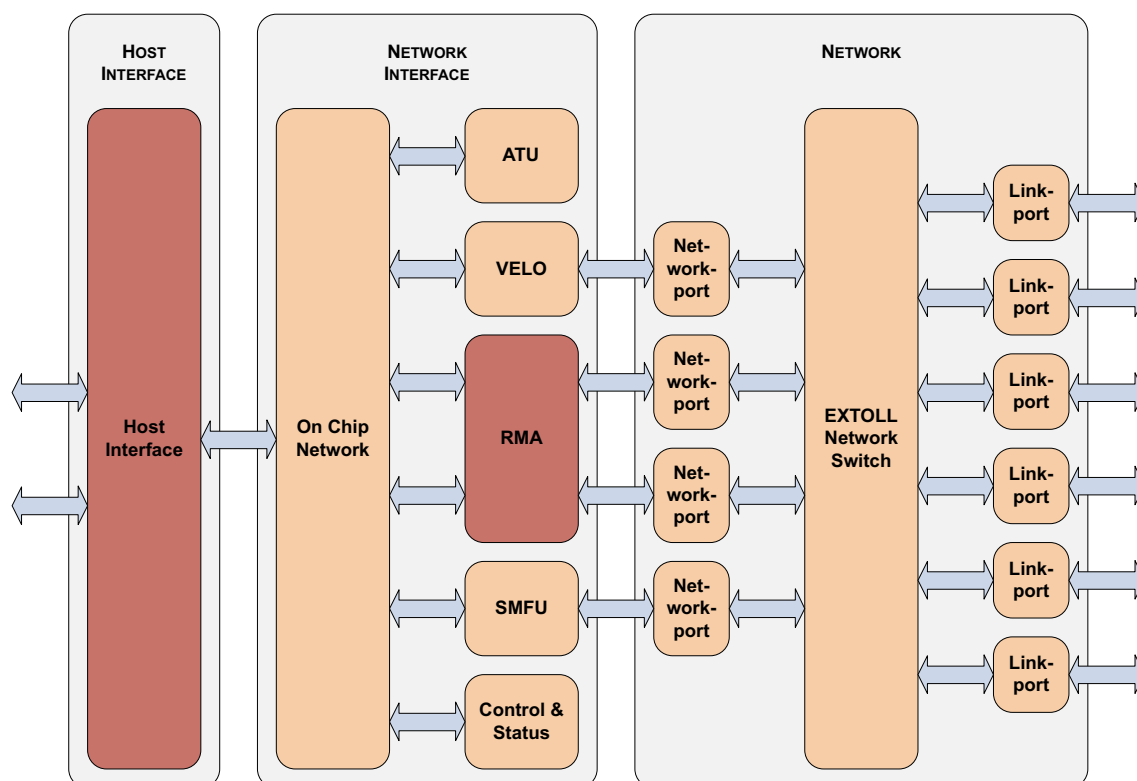 HOST
INTERFACE
NETWORK
INTERFACE
NETWORK
Host
Interface
On Chip
Network
ATU
VELO
RMA
SMFU
Control &
Status
Net-
work-
port
Net-
work-
port
Net-
work-
port
Net-
work-
port
EXTOLL
Network
Switch
Link-
port
Link-
port
Link-
port
Link-
port
Link-
port
Link-
port